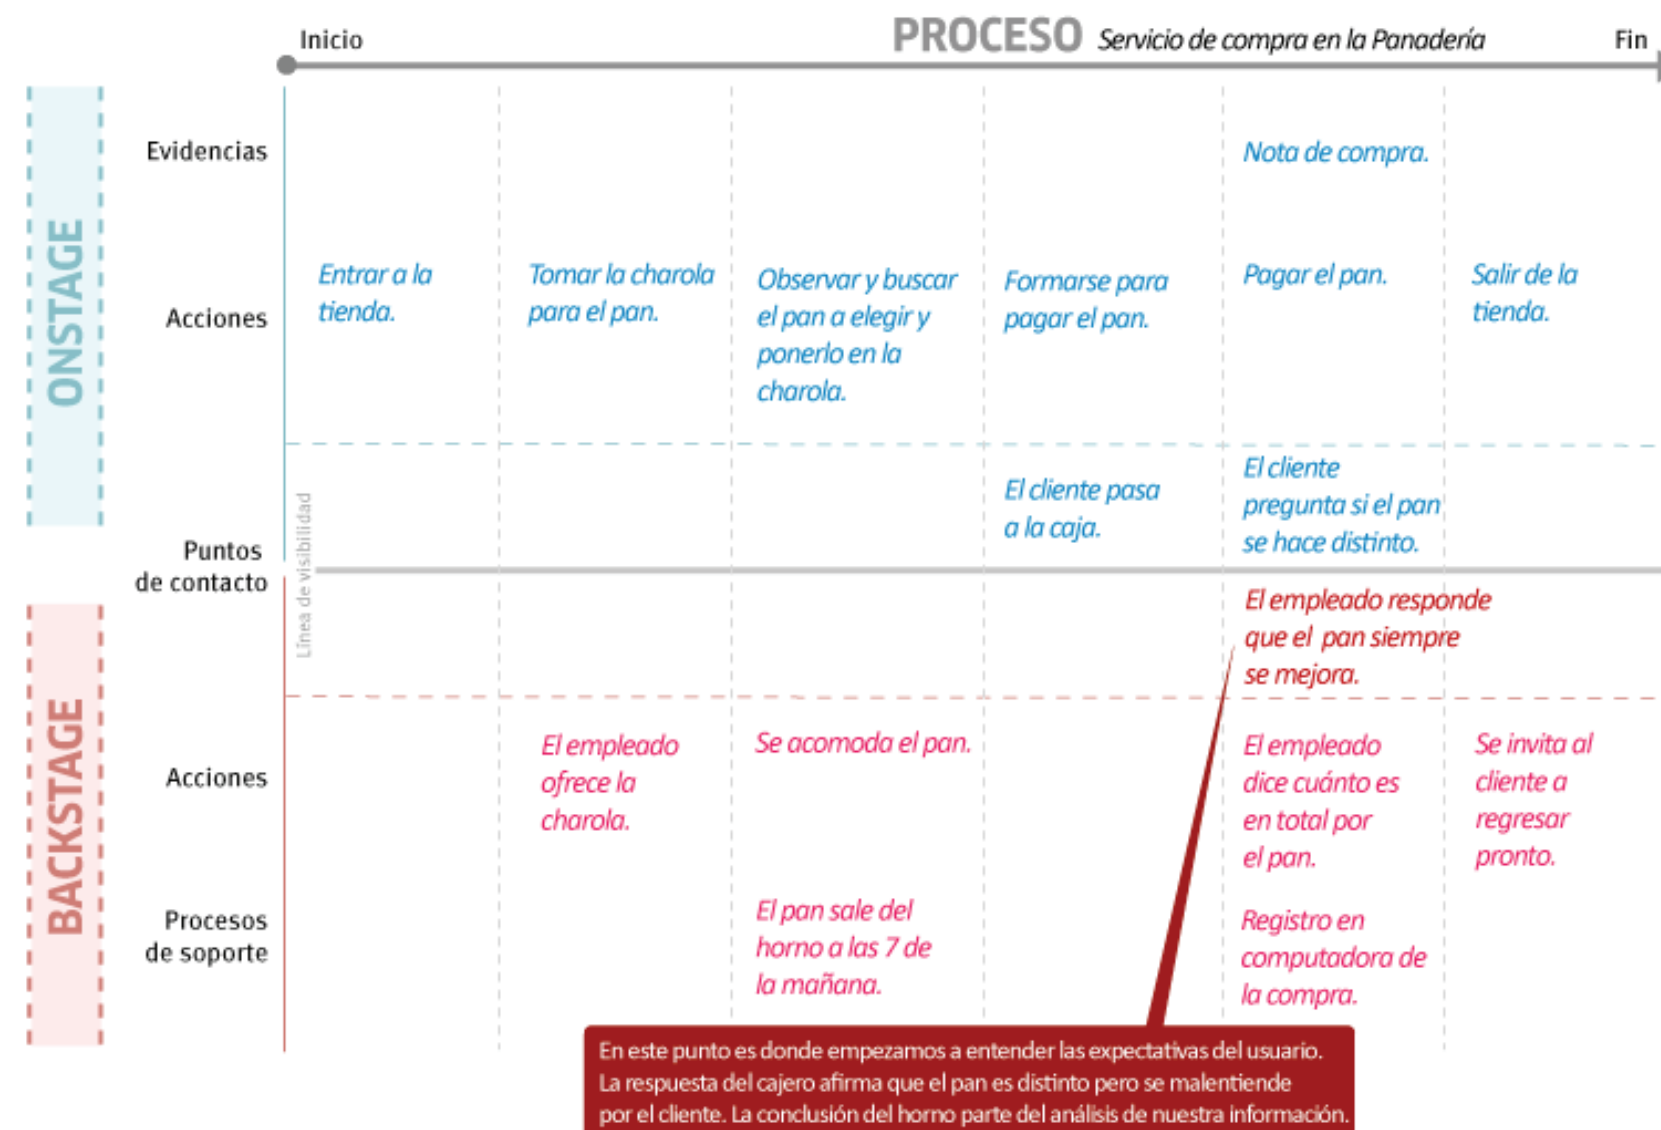 Inicio
PROCESO Servicio de compra en la Panadería
Fin
ONSTAGE
Evidencias
Nota de compra.
Acciones
Entrar a la
tienda.
Tomar la charola
para el pan.
Observar y buscar
el pan a elegir y
ponerlo en la
charola.
Formarse para
pagar el pan.
Pagar el pan.
Salir de la
tienda.
Puntos
de contacto
Línea de visibilidad
El cliente pasa
a la caja.
El cliente
pregunta si el pan
se hace distinto.
El empleado responde
que el pan siempre
se mejora.
BACKSTAGE
Acciones
El empleado
ofrece la
charola.
Se acomoda el pan.
El empleado
dice cuánto es
en total por
el pan.
Se invita al
cliente a
regresar
pronto.
Procesos
de soporte
El pan sale del
horno a las 7 de
la mañana.
Registro en
computadora de
la compra.
En este punto es donde empezamos a entender las expectativas del usuario.
La respuesta del cajero afirma que el pan es distinto pero se malentiende
por el cliente. La conclusión del horno parte del análisis de nuestra información.